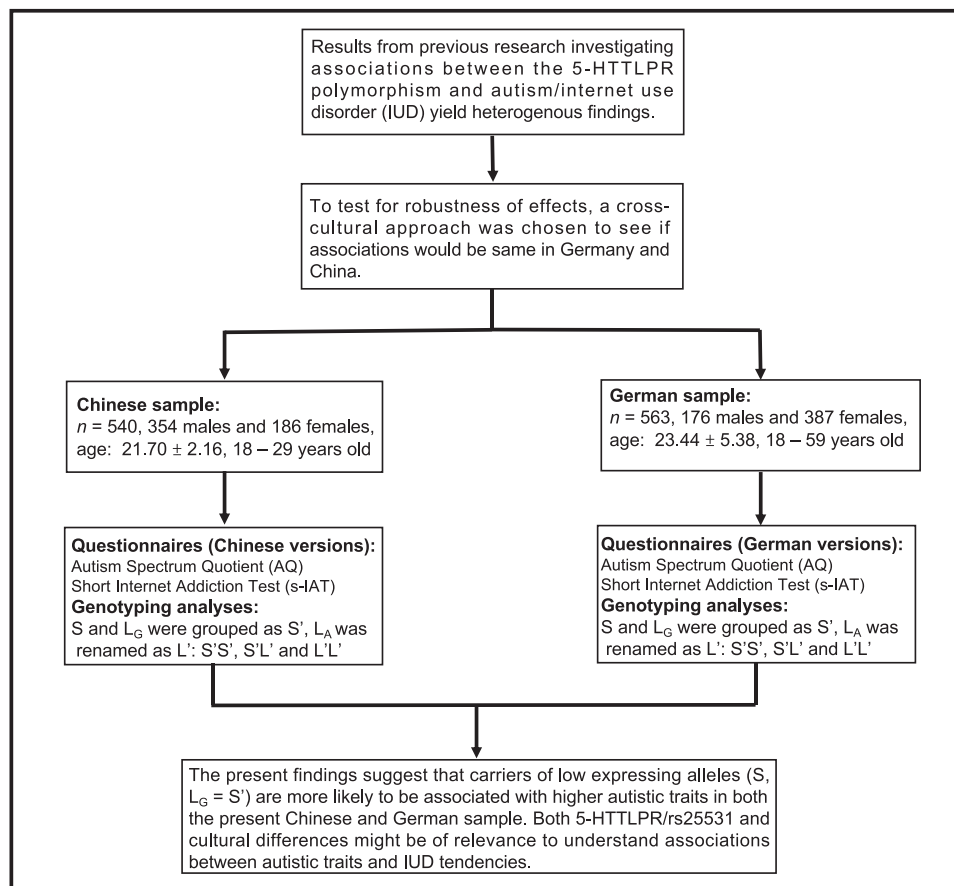 Results from previous research investigating
associations between the 5-HTTLPR
polymorphism and autism/internet use
disorder (IUD) yield heterogenous findings.
To test for robustness of effects, a cross-
cultural approach was chosen to see if
associations would be same in Germany and
China.
Chinese sample:
n = 540, 354 males and 186 females,
age: 21.70 ± 2.16, 18 – 29 years old
German sample:
n = 563, 176 males and 387 females,
age: 23.44 ± 5.38, 18 – 59 years old
Questionnaires (Chinese versions):
Autism Spectrum Quotient (AQ)
Short Internet Addiction Test (s-IAT)
Genotyping analyses:
S and LG were grouped as S’, LA was
renamed as L’: S’S’, S’L’ and L’L’
Questionnaires (German versions):
Autism Spectrum Quotient (AQ)
Short Internet Addiction Test (s-IAT)
Genotyping analyses:
S and LG were grouped as S’, LA was
renamed as L’: S’S’, S’L’ and L’L’
The present findings suggest that carriers of low expressing alleles (S,
LG = S’) are more likely to be associated with higher autistic traits in both
the present Chinese and German sample. Both 5-HTTLPR/rs25531 and
cultural differences might be of relevance to understand associations
between autistic traits and IUD tendencies.